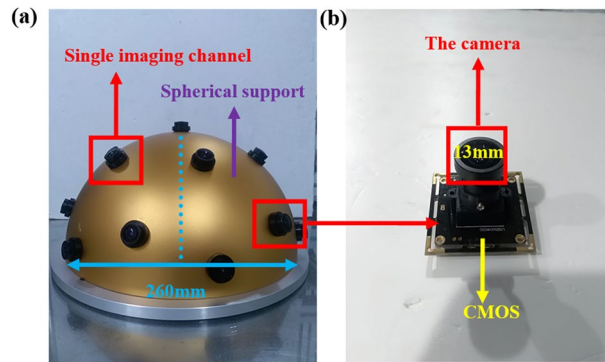 (a)
Single imaging channel
Spherical support
260mm
(b)
The camera
13mm
CMOS